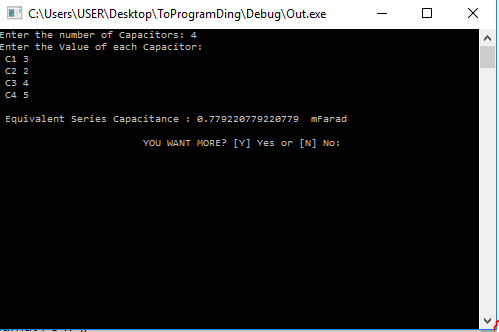 C:\Users\USER\Desktop\ToProgramDing\Debug\Out.exe
Enter the number of Capacitors: 4
Enter the Value of each Capacitor:
C1 3
C2 2
C3 4
C4 5
Equivalent Series Capacitance : 0.779220779220779 mFarad
YOU WANT MORE? [Y] Yes or [N] No: